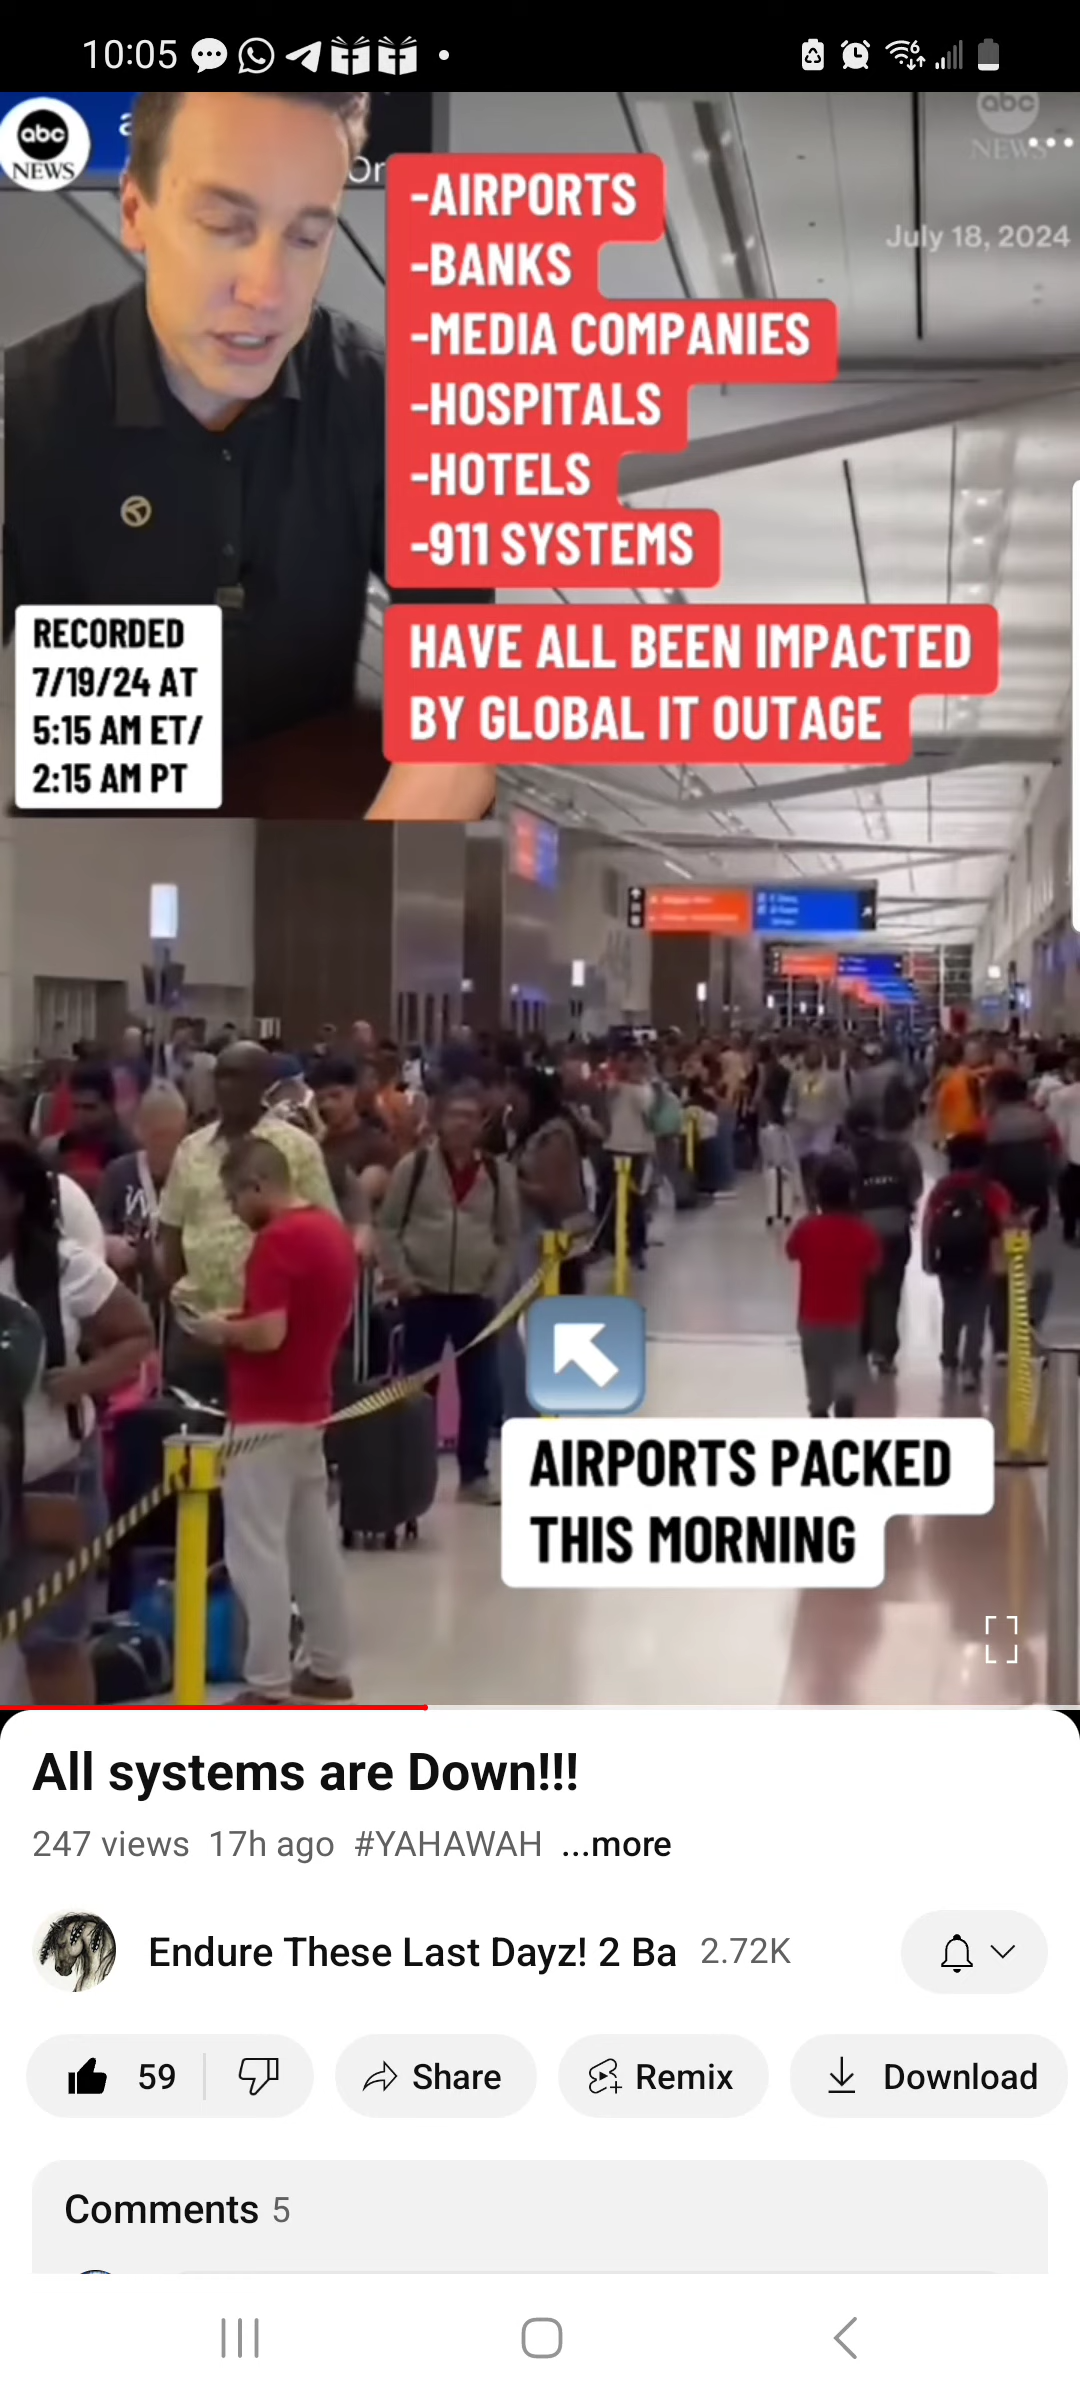 10:05
abc
NEWS
abc
NEWS
July 18, 2024
-AIRPORTS
-BANKS
-MEDIA COMPANIES
-HOSPITALS
-HOTELS
-911 SYSTEMS
HAVE ALL BEEN IMPACTED
BY GLOBAL IT OUTAGE
RECORDED
7/19/24 AT
5:15 AM ET/
2:15 AM PT
AIRPORTS PACKED
THIS MORNING
All systems are Down!!!
247 views 17h ago #YAHAWAH ...more
Endure These Last Dayz! 2 Ba 2.72K
59 Share Remix Download
Comments 5